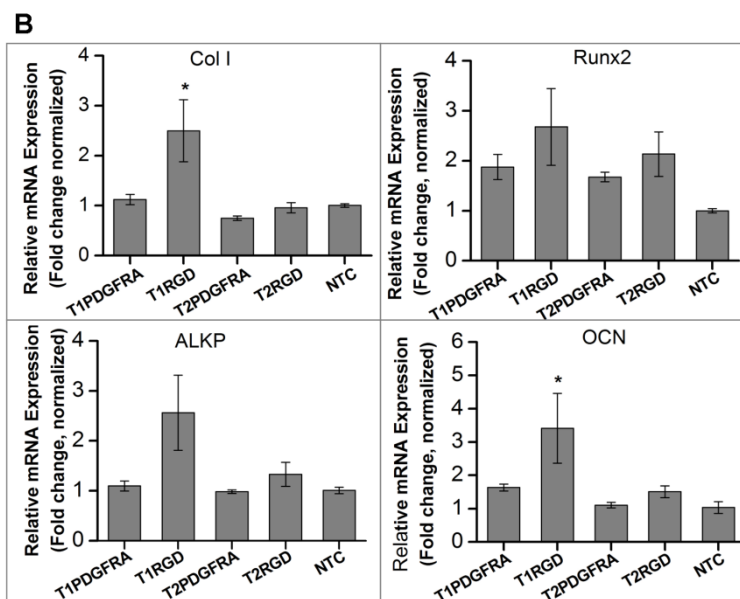 B
Col I
Relative mRNA Expression
(Fold change normalized)
4
3
2
1
0
*
T1PDGFRA
T1RGD
T2PDGFRA
T2RGD
NTC
Runx2
Relative mRNA Expression
(Fold change, normalized)
4
3
2
1
0
T1PDGFRA
T1RGD
T2PDGFRA
T2RGD
NTC
ALKP
Relative mRNA Expression
(Fold change, normalized)
4
3
2
1
0
T1PDGFRA
T1RGD
T2PDGFRA
T2RGD
NTC
OCN
Relative mRNA Expression
(Fold change, normalized)
6
5
4
3
2
1
0
*
T1PDGFRA
T1RGD
T2PDGFRA
T2RGD
NTC